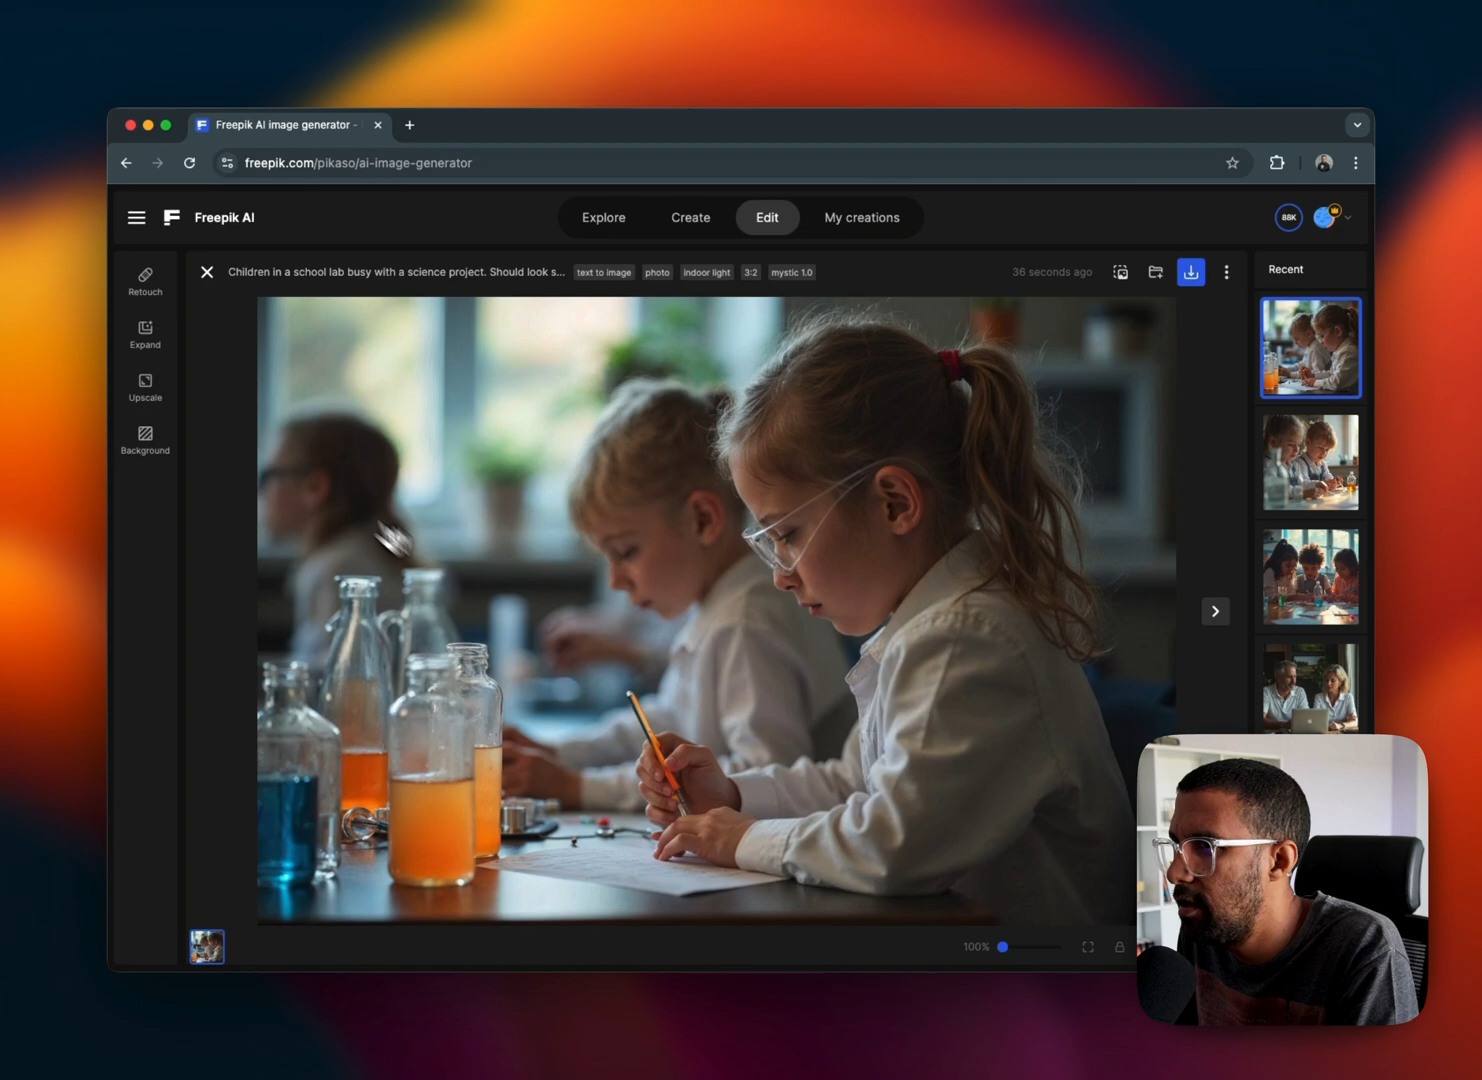 Freepik AI image generator -
freepik.com/pikaso/ai-image-generator
Freepik AI
Explore
Create
Edit
My creations
88K
Retouch
Expand
Upscale
Background
Children in a school lab busy with a science project. Should look s...
text to image
photo
indoor light
3:2
mystic 1.0
36 seconds ago
Recent
100%